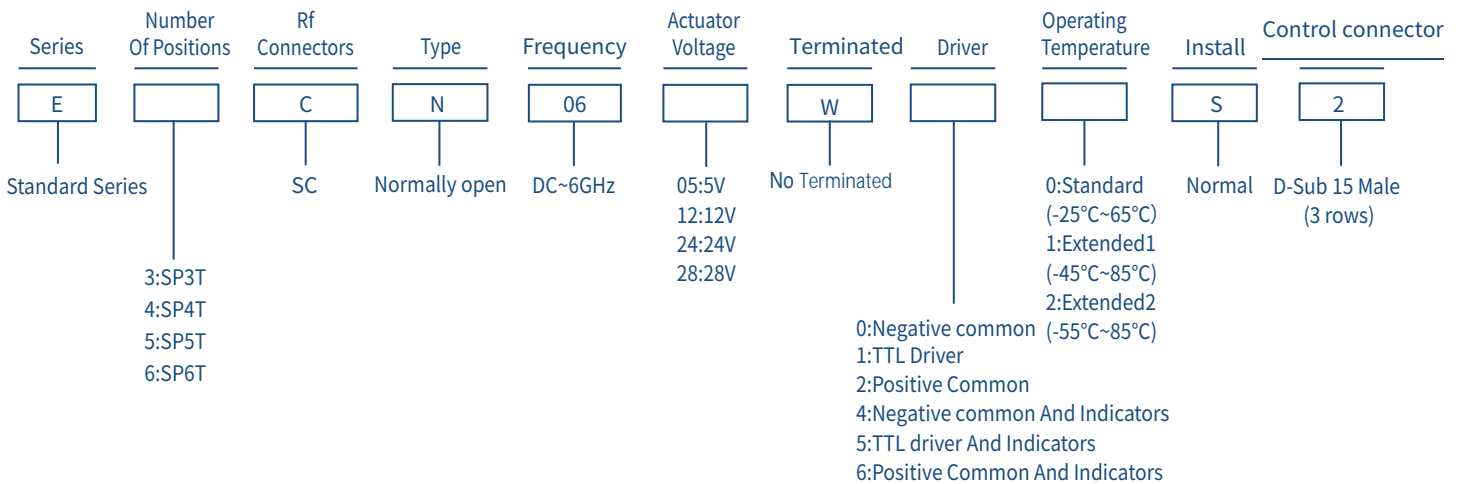 Series
Number
Of Positions
Rf
Connectors
Type
Frequency
Actuator
Voltage
Terminated
Driver
Operating
Temperature
Install
Control connector
E
C
N
06
W
S
2
Standard Series
SC
Normally open
DC~6GHz
05:5V
12:12V
24:24V
28:28V
No Terminated
0:Standard
(-25°C~65°C)
1:Extended1
(-45°C~85°C)
2:Extended2
(-55°C~85°C)
Normal
D-Sub 15 Male
(3 rows)
3:SP3T
4:SP4T
5:SP5T
6:SP6T
0:Negative common
1:TTL Driver
2:Positive Common
4:Negative common And Indicators
5:TTL driver And Indicators
6:Positive Common And Indicators